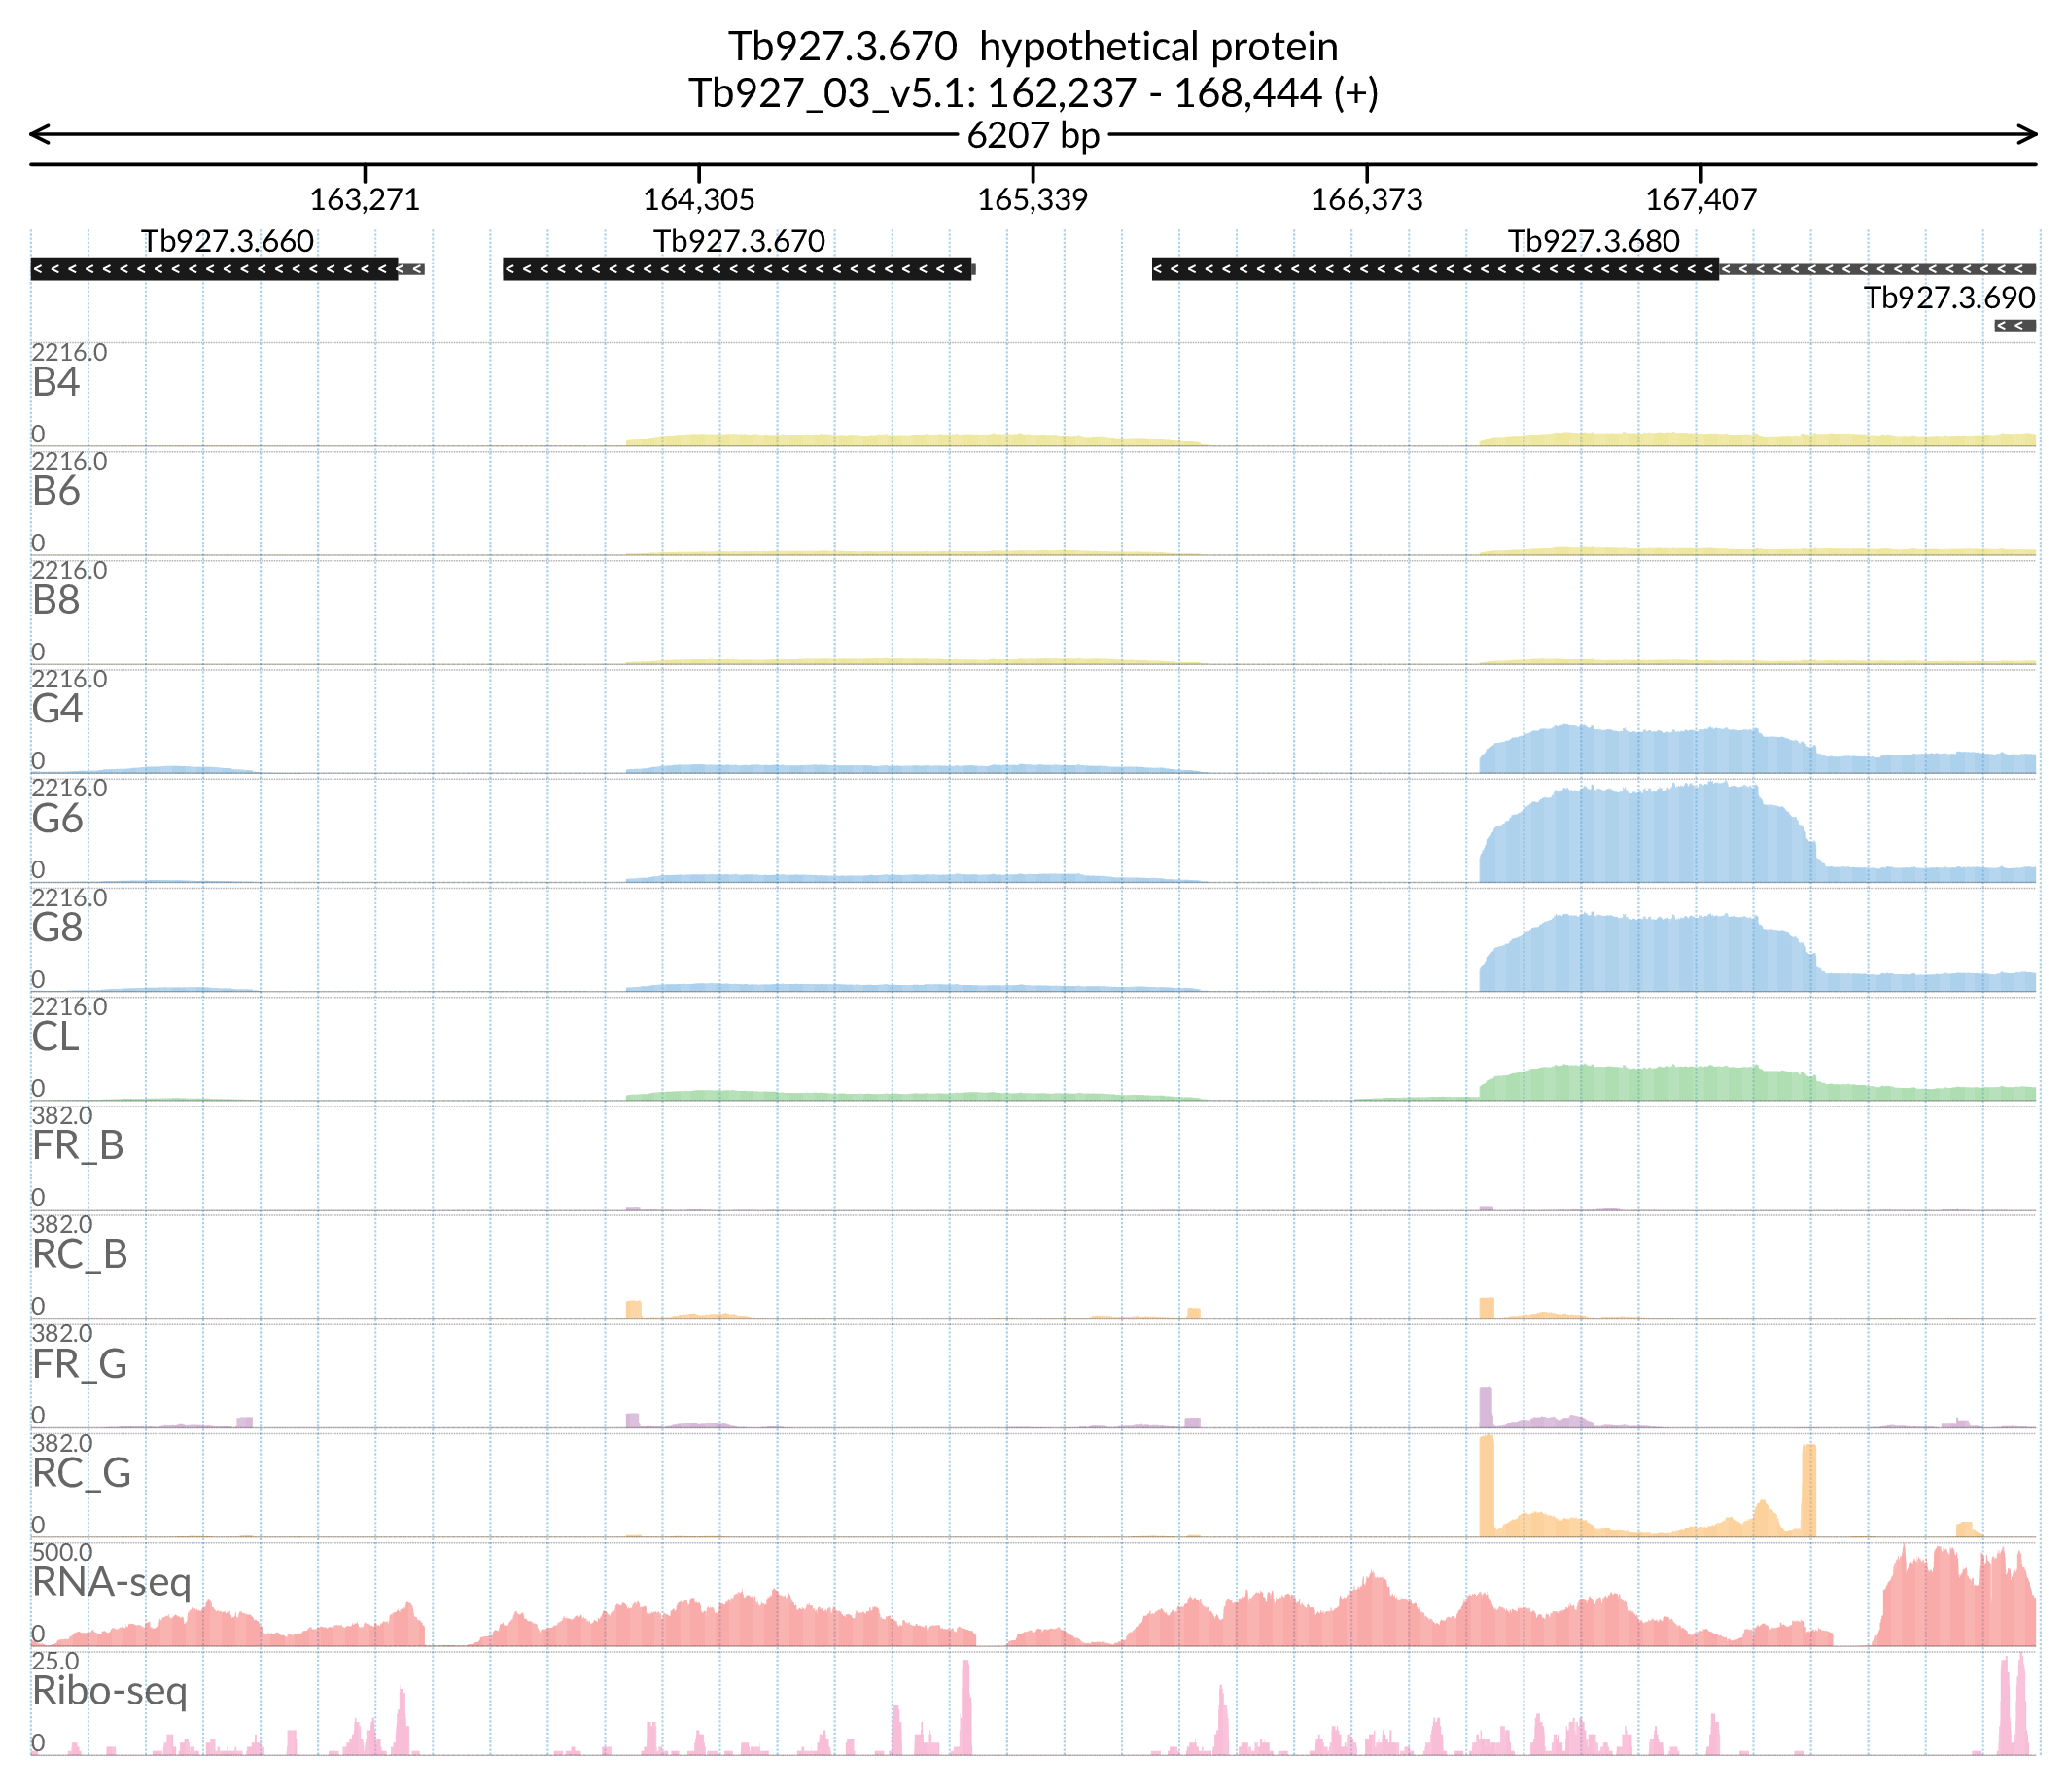 Tb927.3.670 hypothetical protein
Tb927_03_v5.1: 162,237 - 168,444 (+)
6207 bp
163,271 164,305 165,339 166,373 167,407
Tb927.3.660 Tb927.3.670 Tb927.3.680
Tb927.3.690
2216.0
B4
0
2216.0
B6
0
2216.0
B8
0
2216.0
G4
0
2216.0
G6
0
2216.0
G8
0
2216.0
CL
0
382.0
FR_B
0
382.0
RC_B
0
382.0
FR_G
0
382.0
RC_G
0
500.0
RNA-seq
0
25.0
Ribo-seq
0